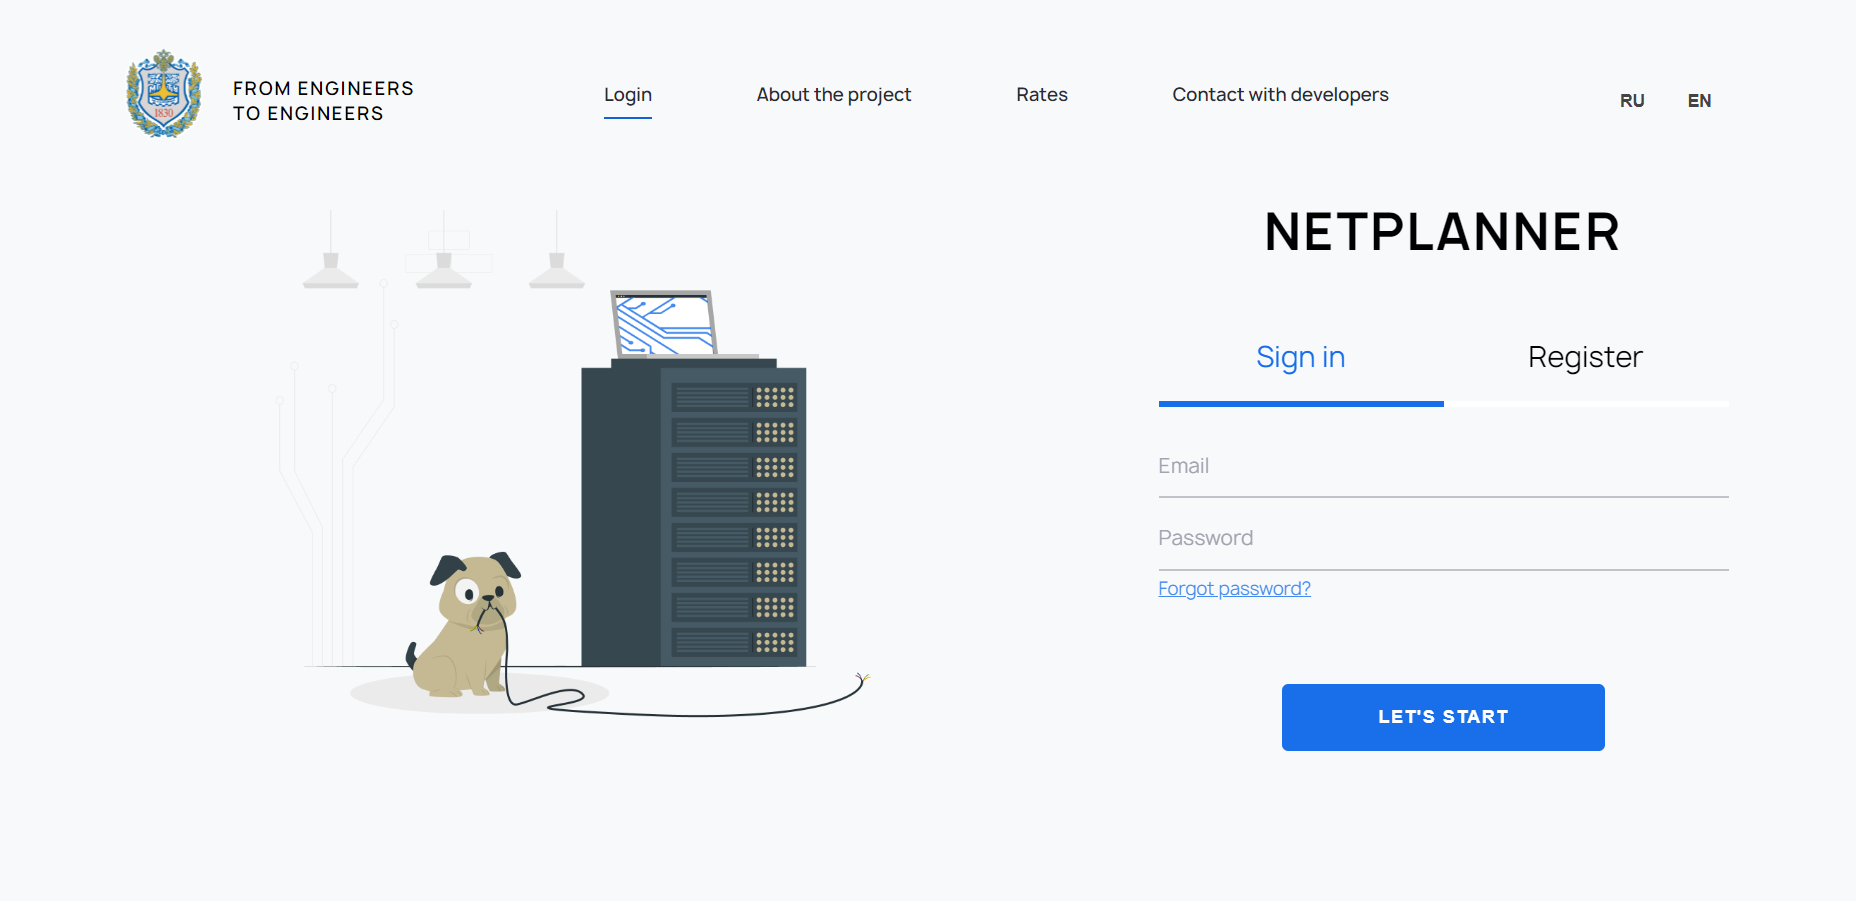 1830
FROM ENGINEERS
TO ENGINEERS
Login
About the project
Rates
Contact with developers
RU
EN
NETPLANNER
Sign in
Register
Email
Password
Forgot password?
LET'S START